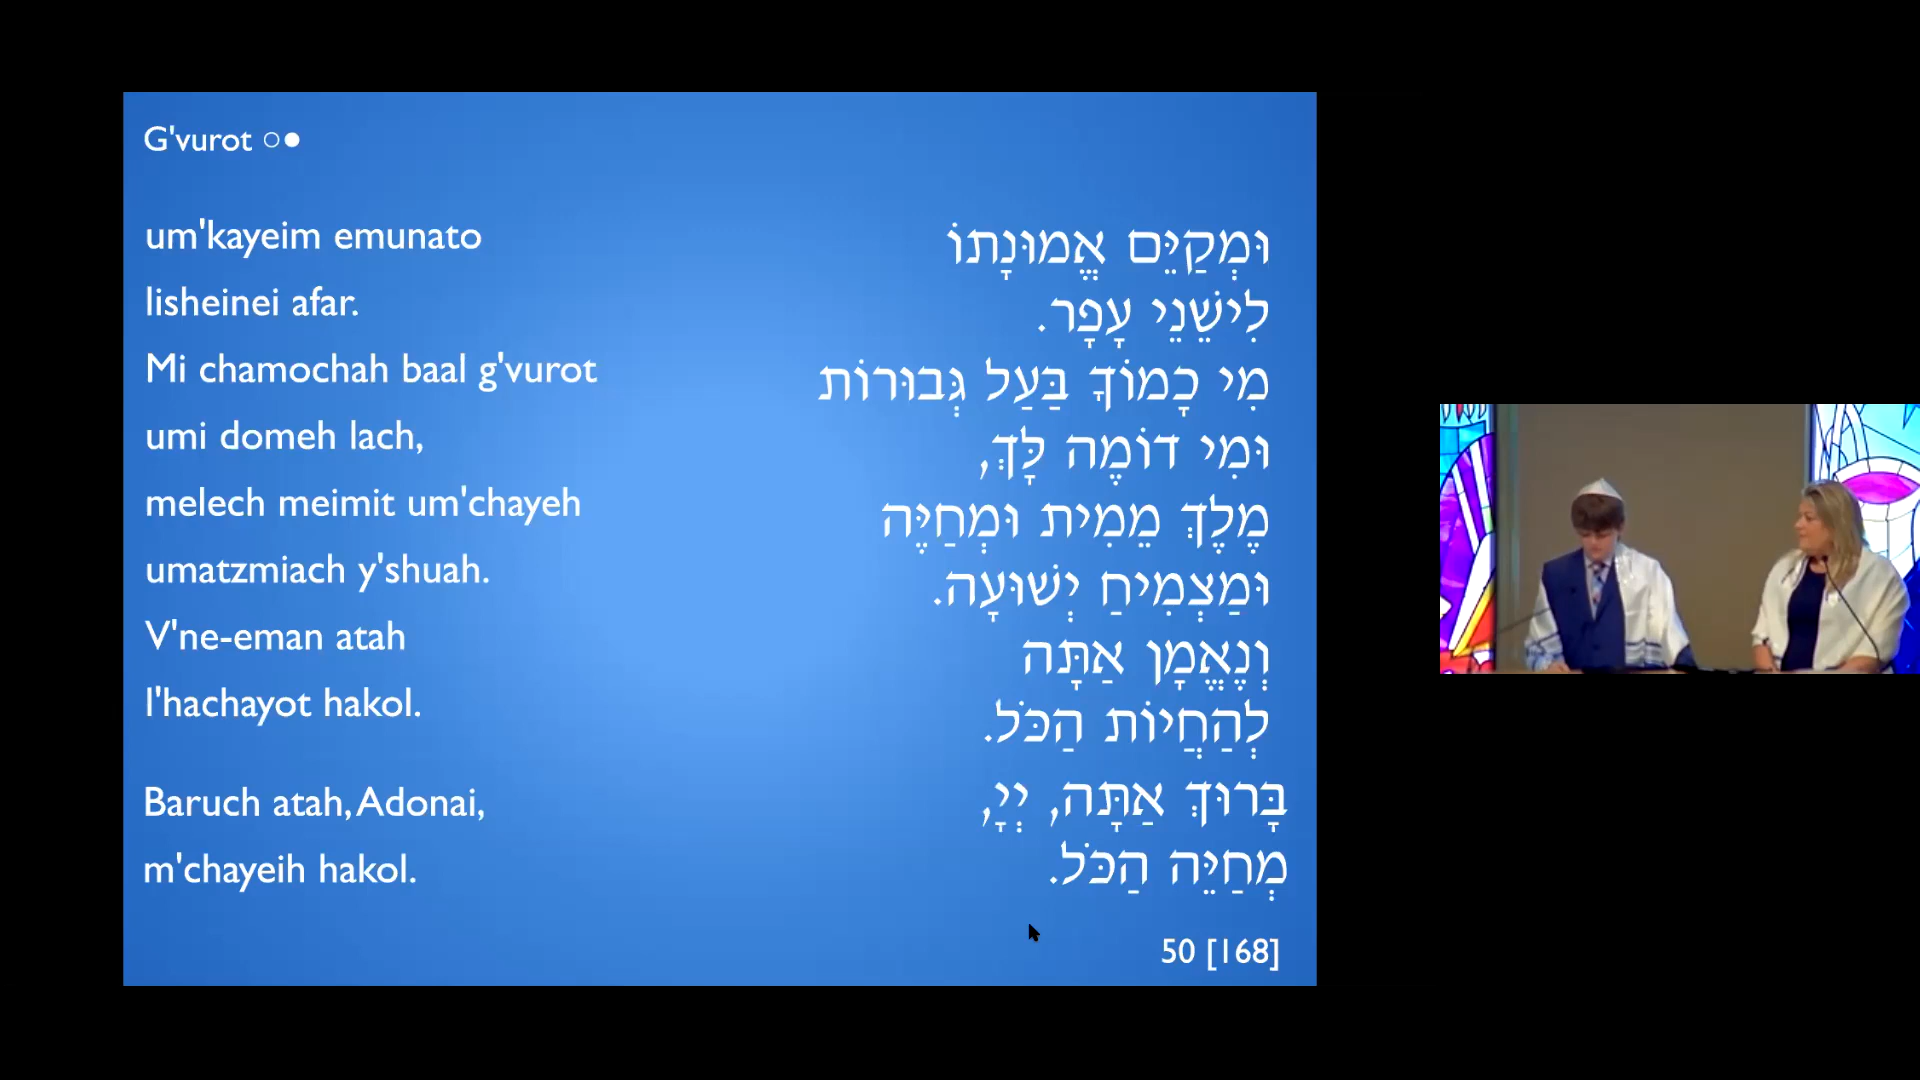 G'vurot ○●
um'kayeim emunato
lisheinei afar.
Mi chamochah baal g'vurot
umi domeh lach,
melech meimit um'chayeh
umatzmiach y'shuah.
V'ne-eman atah
l'hachayot hakol.
Baruch atah, Adonai,
m'chayeih hakol.
וּמְקַיֵּם אֱמוּנָתוֹ
לִישֵׁנֵי עָפָר.
מִי כָמוֹךָ בַּעַל גְּבוּרוֹת
וּמִי דוֹמֶה לָּךְ,
מֶלֶךְ מֵמִית וּמְחַיֶּה
וּמַצְמִיחַ יְשׁוּעָה.
וְנֶאֱמָן אַתָּה
לְהַחֲיוֹת הַכֹּל.
בָּרוּךְ אַתָּה, יְיָ,
מְחַיֵּה הַכֹּל.
50 [168]